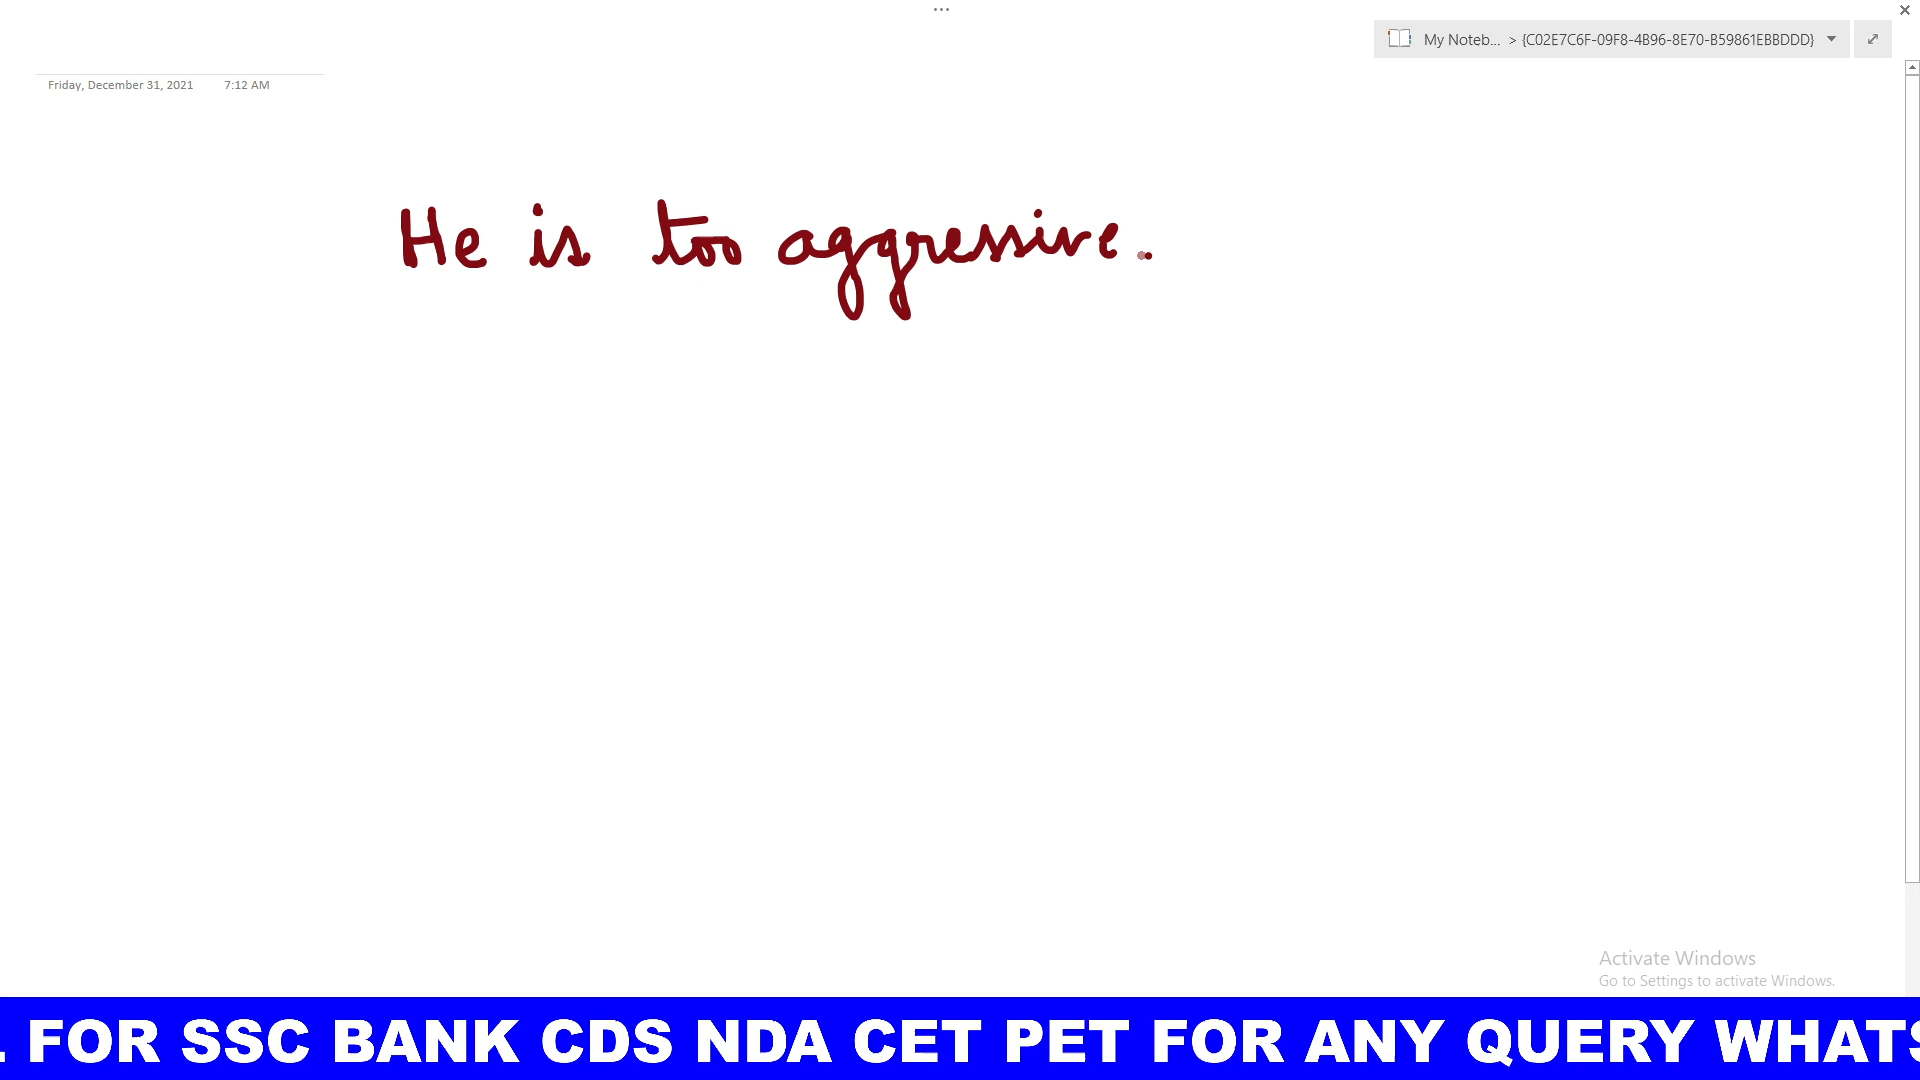 My Noteb... > {C02E7C6F-09F8-4B96-8E70-B59861EBBDDD}
Friday, December 31, 2021 7:12 AM
He is too aggressive.
Activate Windows
Go to Settings to activate Windows.
FOR SSC BANK CDS NDA CET PET FOR ANY QUERY WHATS